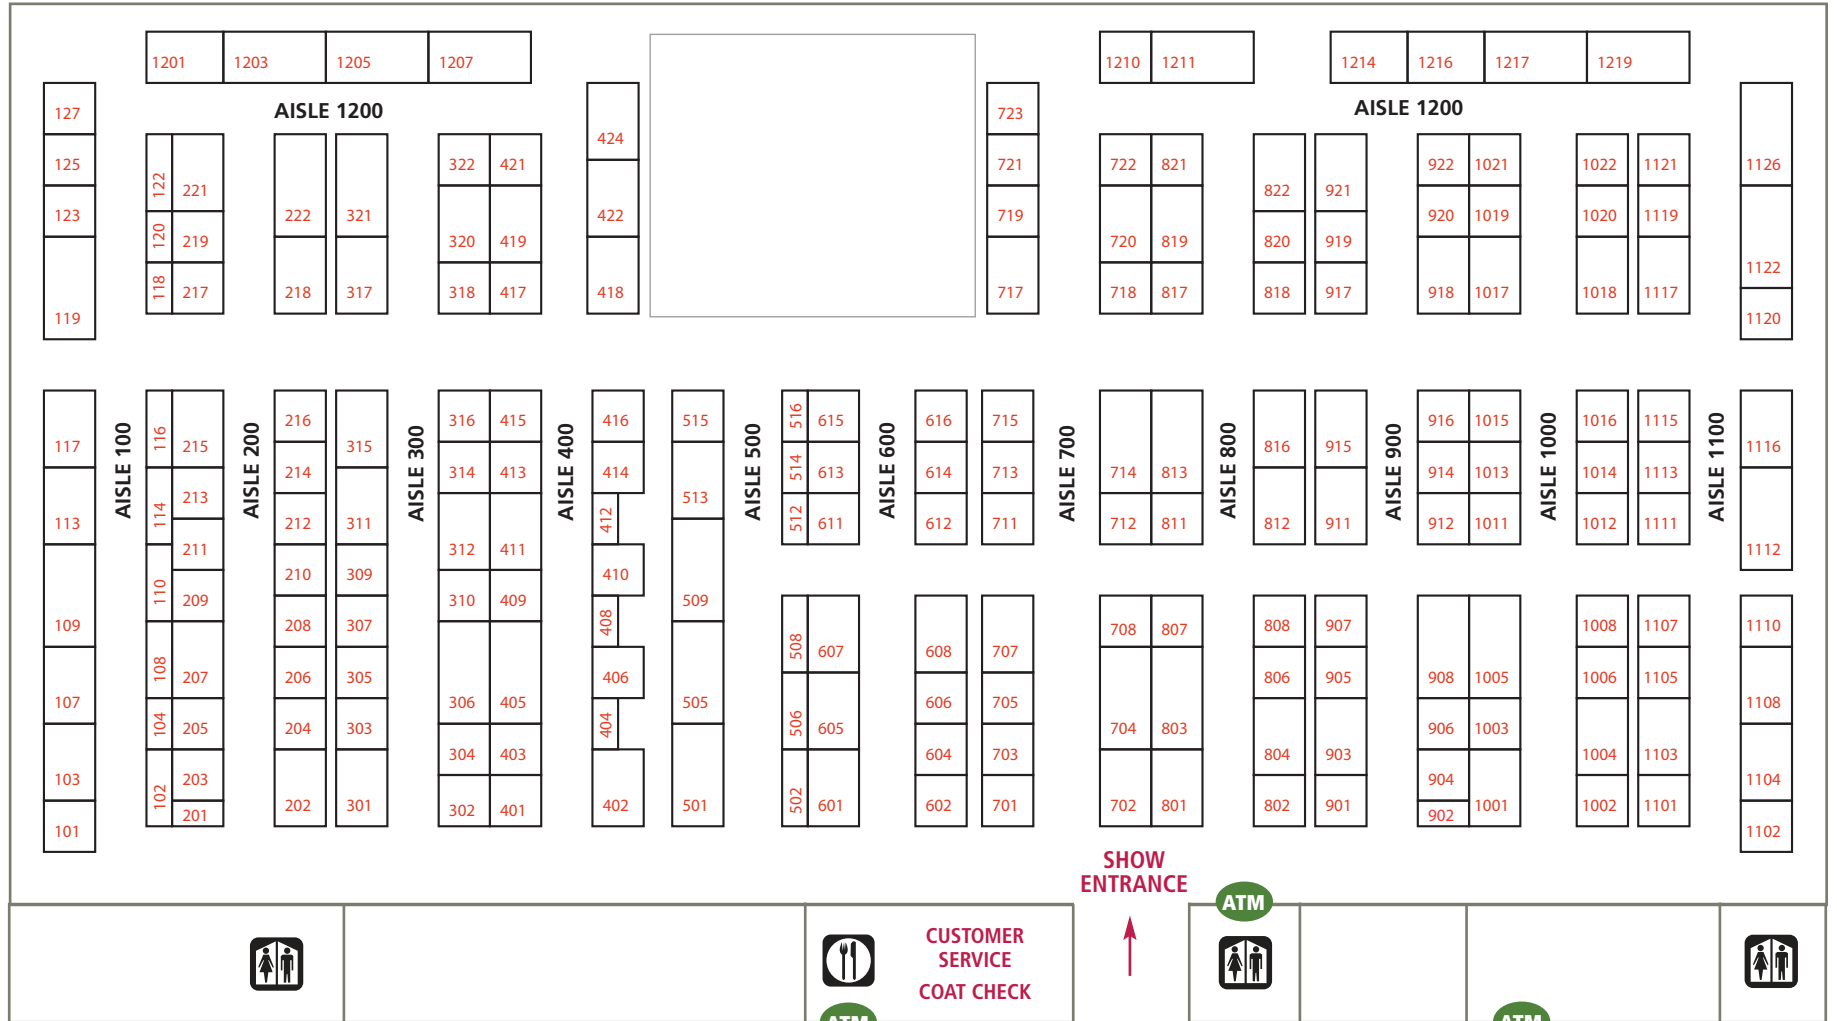 1201 1203 1205 1207 1210 1211 1214 1216 1217 1219
AISLE 1200 AISLE 1200
127 424 723
125 122 221 222 321 322 421 721 722 821 822 921 922 1021 1022 1121 1126
123 120 219 320 419 422 719 720 819 820 919 920 1019 1020 1119
118 217 218 317 318 417 418 717 718 817 818 917 918 1017 1018 1117 1122
119 1120
AISLE 100 AISLE 200 AISLE 300 AISLE 400 AISLE 500 AISLE 600 AISLE 700 AISLE 800 AISLE 900 AISLE 1000 AISLE 1100
117 116 215 216 315 316 415 416 515 516 615 616 715 816 915 916 1015 1016 1115 1116
213 214 314 413 414 513 514 613 614 713 714 813 914 1013 1014 1113
113 114 212 311 412 512 611 612 711 712 811 812 911 912 1011 1012 1111
211 312 411 1112
110 209 210 309 310 409 410 509
109 208 307 408 708 807 808 907 1008 1107 1110
108 207 206 305 406 508 607 608 707 806 905 908 1005 1006 1105
107 306 405 505 606 705 1108
104 205 204 303 404 506 605 704 803 906 1003
304 403 604 703 804 903 1004 1103
103 203 904 1104
102 201 202 301 302 401 402 501 502 601 602 701 702 801 802 901 902 1001 1002 1101
101 1102
SHOW
ENTRANCE
ATM
CUSTOMER
SERVICE
COAT CHECK
ATM ATM